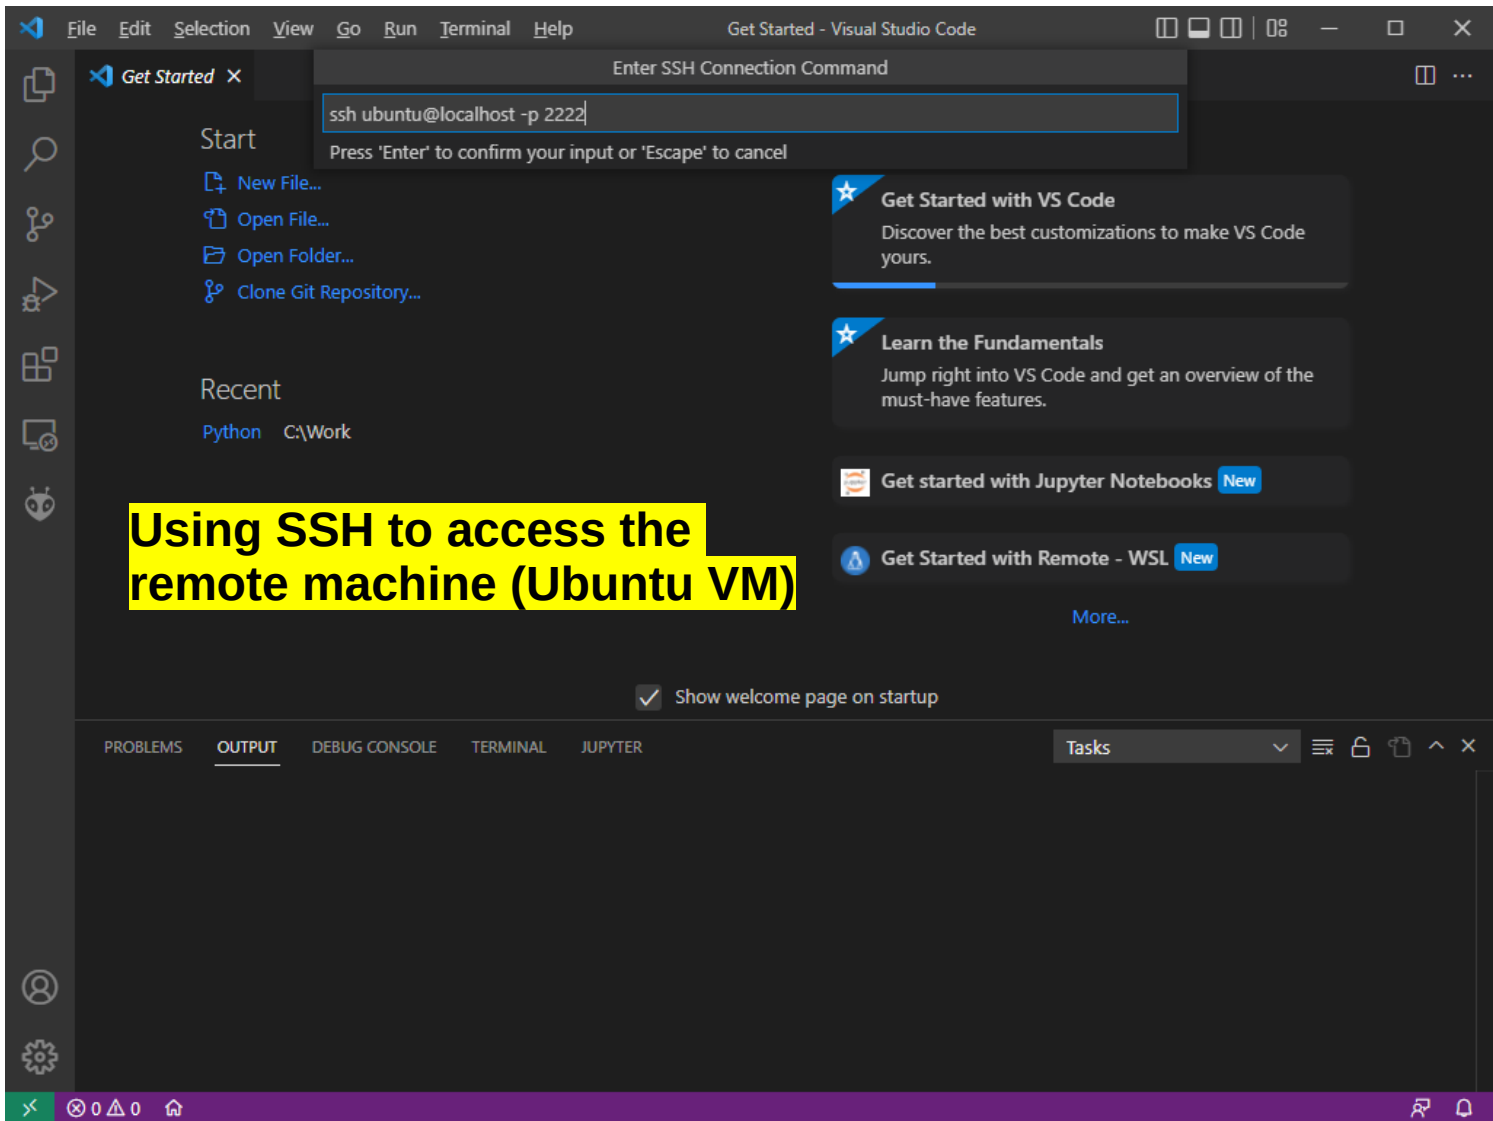 File Edit Selection View Go Run Terminal Help Get Started - Visual Studio Code
Get Started
Enter SSH Connection Command
ssh ubuntu@localhost -p 2222
Press 'Enter' to confirm your input or 'Escape' to cancel
Start
New File...
Open File...
Open Folder...
Clone Git Repository...
Recent
Python C:\Work
Get Started with VS Code
Discover the best customizations to make VS Code
yours.
Learn the Fundamentals
Jump right into VS Code and get an overview of the
must-have features.
Get started with Jupyter Notebooks New
Get Started with Remote - WSL New
More...
Using SSH to access the
remote machine (Ubuntu VM)
Show welcome page on startup
PROBLEMS OUTPUT DEBUG CONSOLE TERMINAL JUPYTER Tasks
0 0